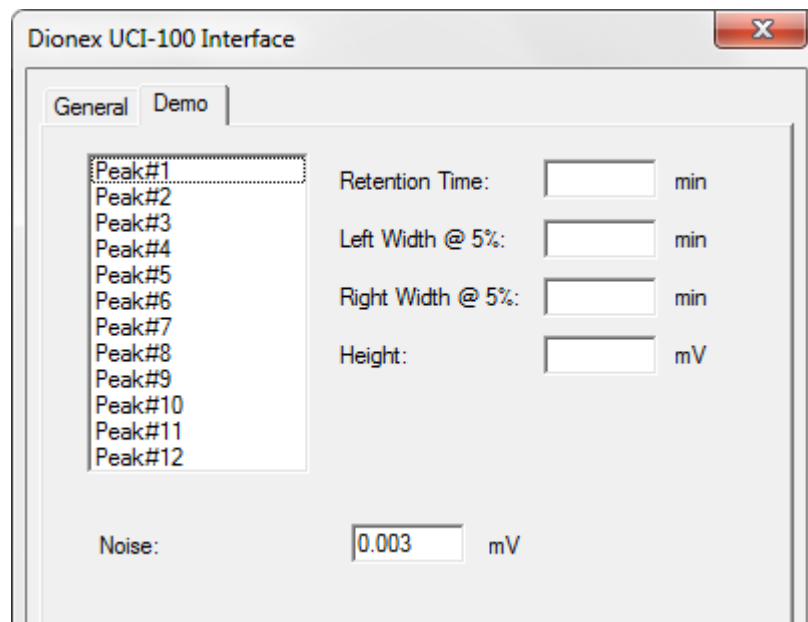 Dionex UCI-100 Interface
General Demo
Peak#1
Peak#2
Peak#3
Peak#4
Peak#5
Peak#6
Peak#7
Peak#8
Peak#9
Peak#10
Peak#11
Peak#12
Retention Time: min
Left Width @ 5%: min
Right Width @ 5%: min
Height: mV
Noise: 0.003 mV